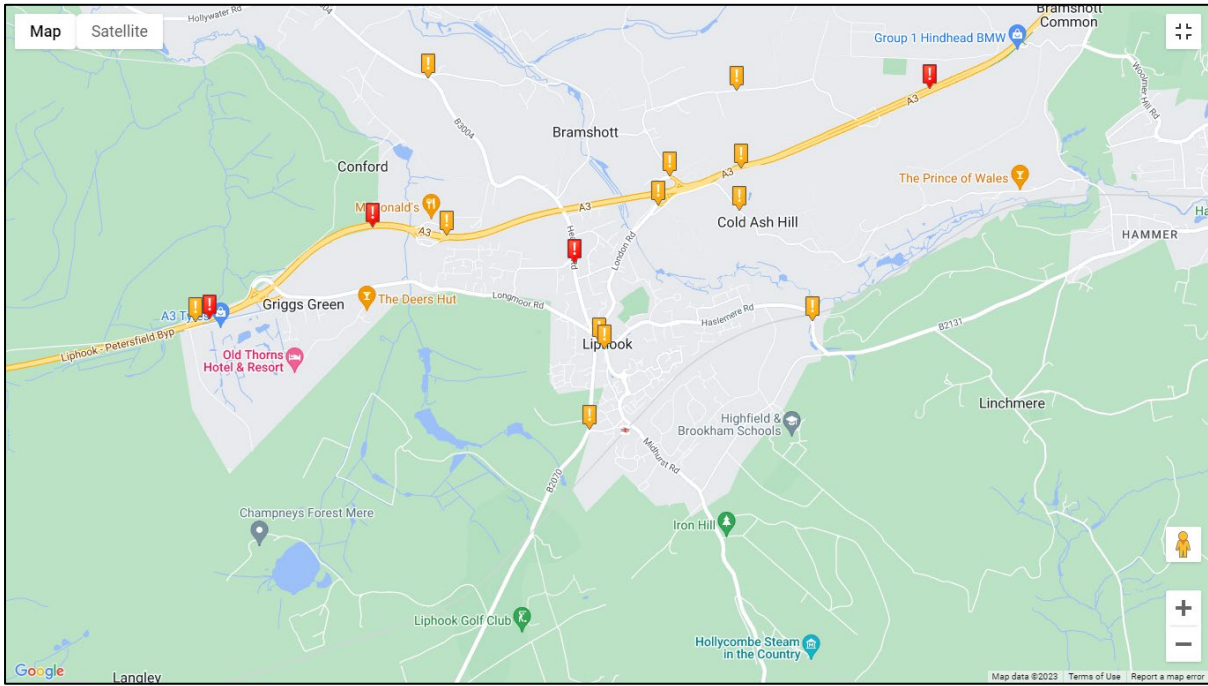 Map
Satellite
Hollywater Rd
Bramshott
Common
Group 1 Hindhead BMW
Woolmer Hill Rd
A3
B3004
Bramshott
Conford
A3
The Prince of Wales
McDonald's
A3
Cold Ash Hill
Ha
A3
HAMMER
London Rd
Longmoor Rd
Griggs Green
The Deers Hut
Haslemere Rd
A3 Tyres
B2131
Liphook - Petersfield Byp
Liphook
Old Thorns
Hotel & Resort
Linchmere
Highfield &
Brookham Schools
Midhurst Rd
B2070
Champneys Forest Mere
Iron Hill
Liphook Golf Club
Hollycombe Steam
in the Country
Google
Langley
Map data ©2023
Terms of Use
Report a map error